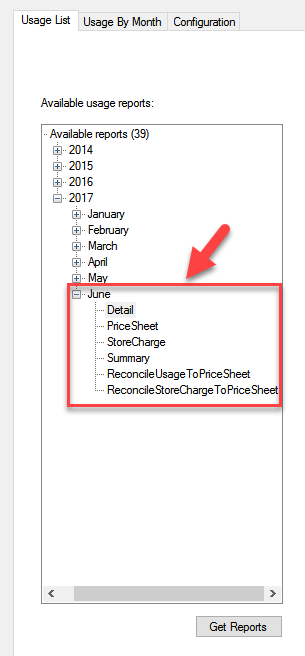 Usage List Usage By Month Configuration
Available usage reports:
Available reports (39)
2014
2015
2016
2017
January
February
March
April
May
June
Detail
PriceSheet
StoreCharge
Summary
ReconcileUsageToPriceSheet
ReconcileStoreChargeToPriceSheet
Get Reports